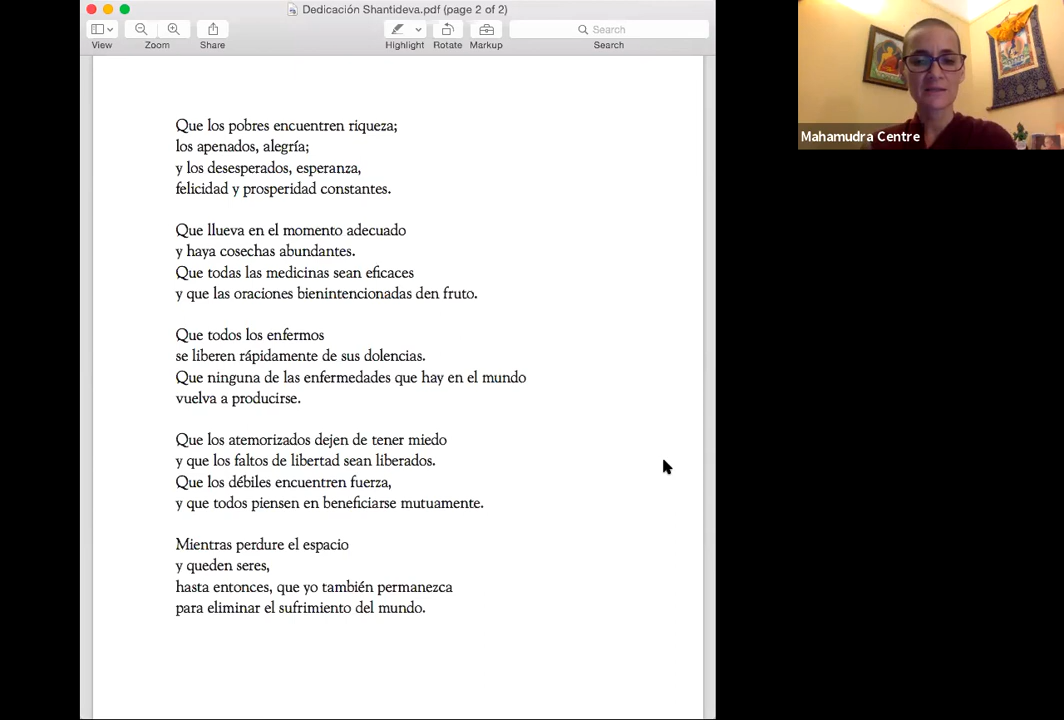 Dedicación Shantideva.pdf (page 2 of 2)
Search
View
Zoom
Share
Highlight
Rotate
Markup
Search
Mahamudra Centre
Que los pobres encuentren riqueza;
los apenados, alegría;
y los desesperados, esperanza,
felicidad y prosperidad constantes.
Que llueva en el momento adecuado
y haya cosechas abundantes.
Que todas las medicinas sean eficaces
y que las oraciones bienintencionadas den fruto.
Que todos los enfermos
se liberen rápidamente de sus dolencias.
Que ninguna de las enfermedades que hay en el mundo
vuelva a producirse.
Que los atemorizados dejen de tener miedo
y que los faltos de libertad sean liberados.
Que los débiles encuentren fuerza,
y que todos piensen en beneficiarse mutuamente.
Mientras perdure el espacio
y queden seres,
hasta entonces, que yo también permanezca
para eliminar el sufrimiento del mundo.